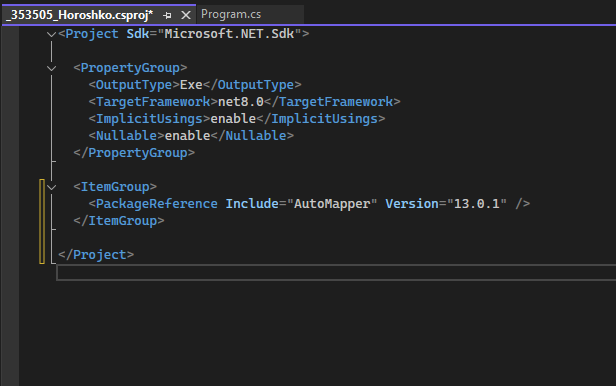 _353505_Horoshko.csproj* Program.cs
<Project Sdk="Microsoft.NET.Sdk">
<PropertyGroup>
<OutputType>Exe</OutputType>
<TargetFramework>net8.0</TargetFramework>
<ImplicitUsings>enable</ImplicitUsings>
<Nullable>enable</Nullable>
</PropertyGroup>
<ItemGroup>
<PackageReference Include="AutoMapper" Version="13.0.1" />
</ItemGroup>
</Project>